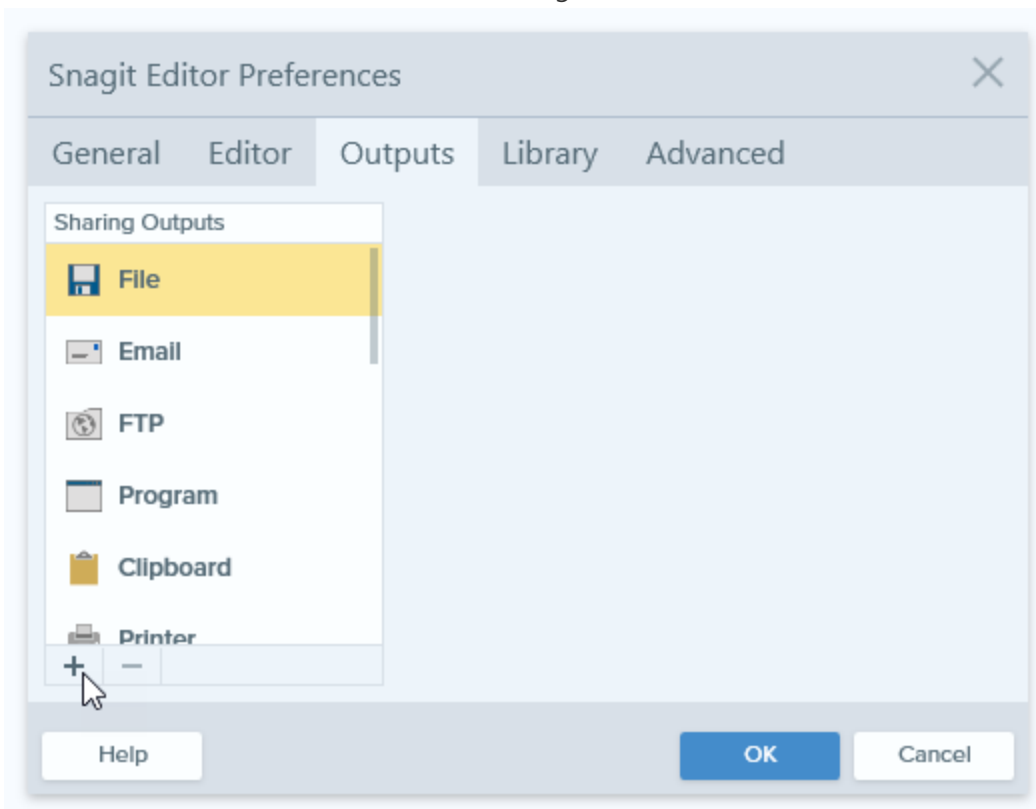 Snagit Editor Preferences
General Editor Outputs Library Advanced
Sharing Outputs
File
Email
FTP
Program
Clipboard
Printer
+ −
Help OK Cancel